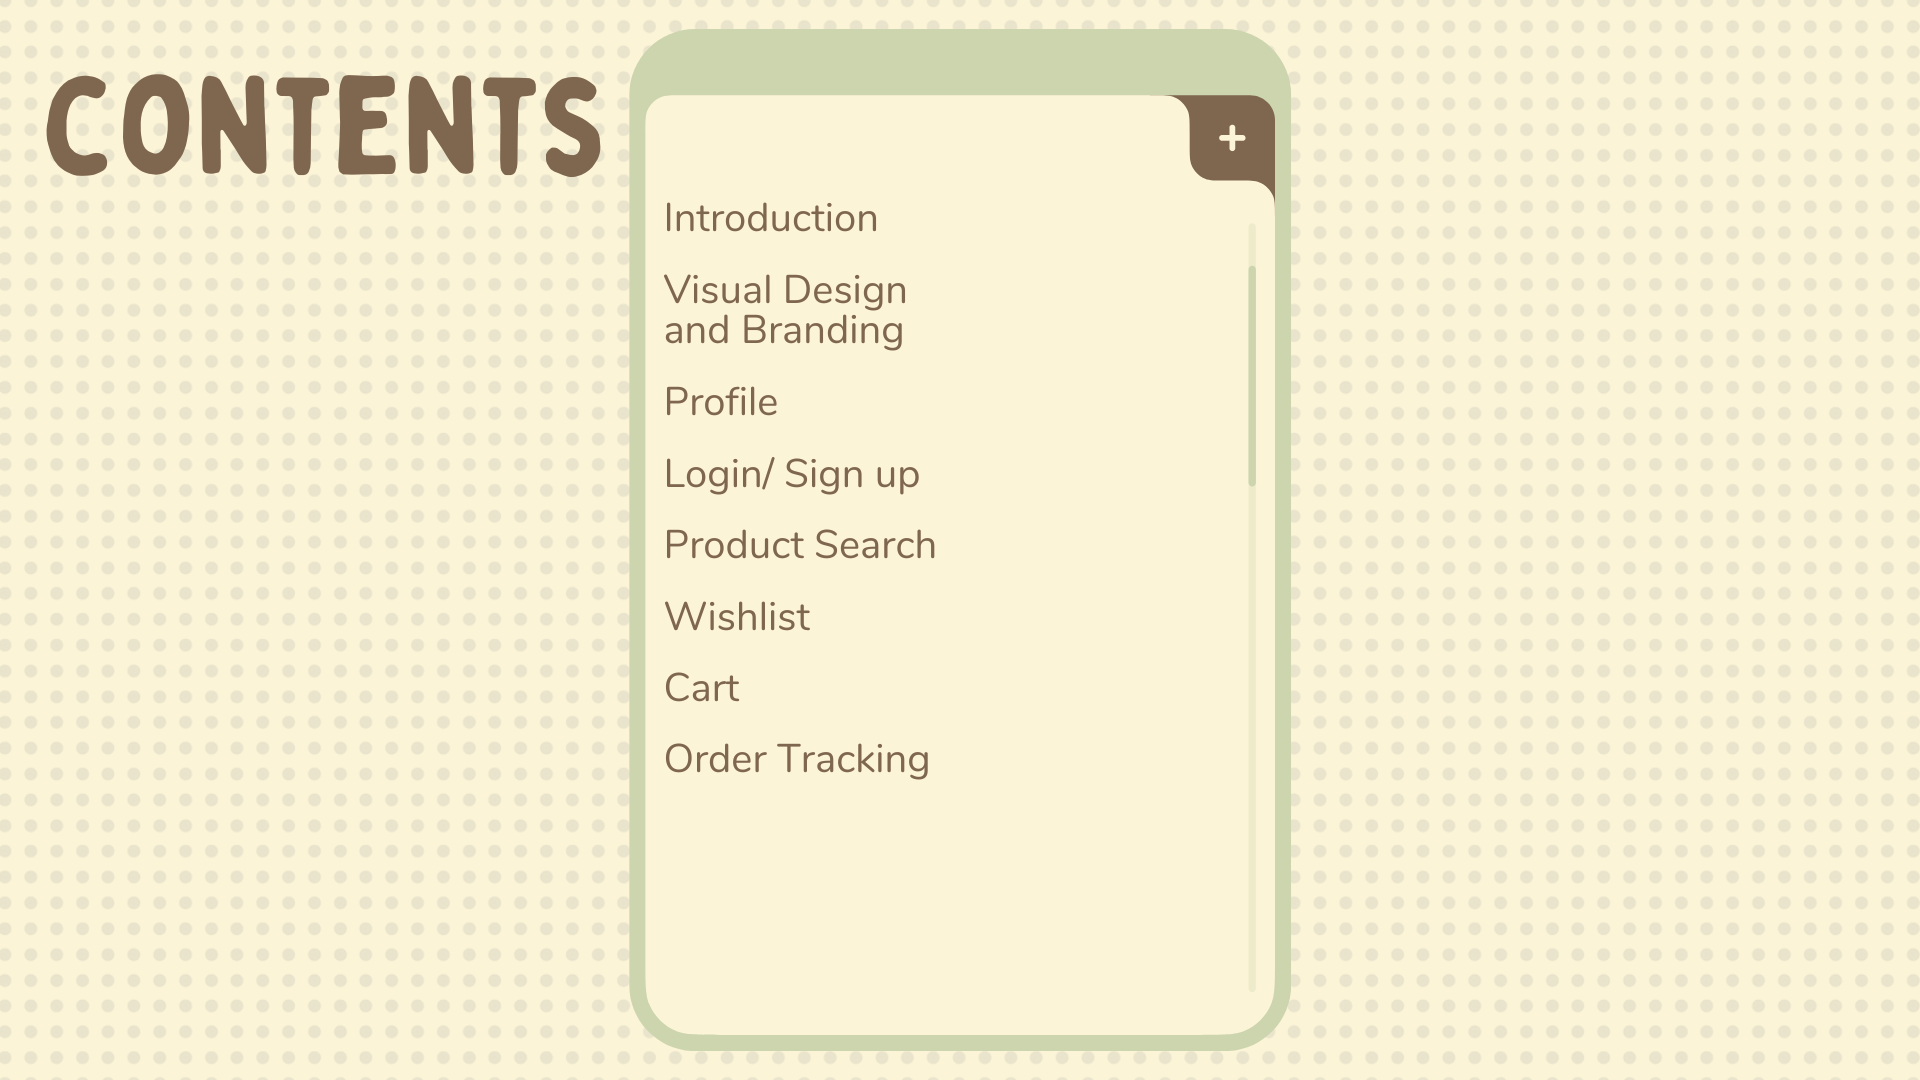 CONTENTS
+
Introduction
Visual Design
and Branding
Profile
Login/ Sign up
Product Search
Wishlist
Cart
Order Tracking